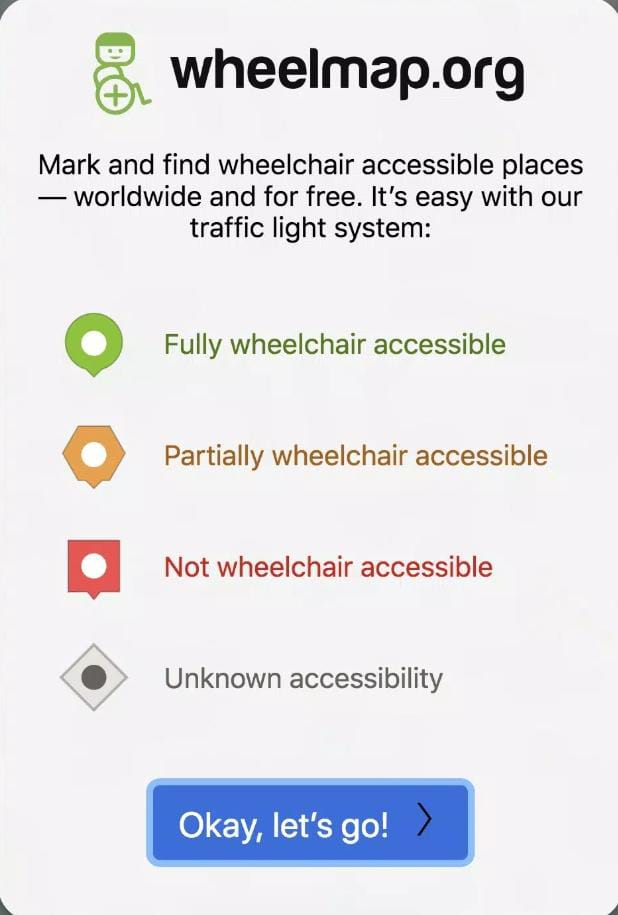 wheelmap.org
Mark and find wheelchair accessible places
— worldwide and for free. It’s easy with our
traffic light system:
Fully wheelchair accessible
Partially wheelchair accessible
Not wheelchair accessible
Unknown accessibility
Okay, let’s go!